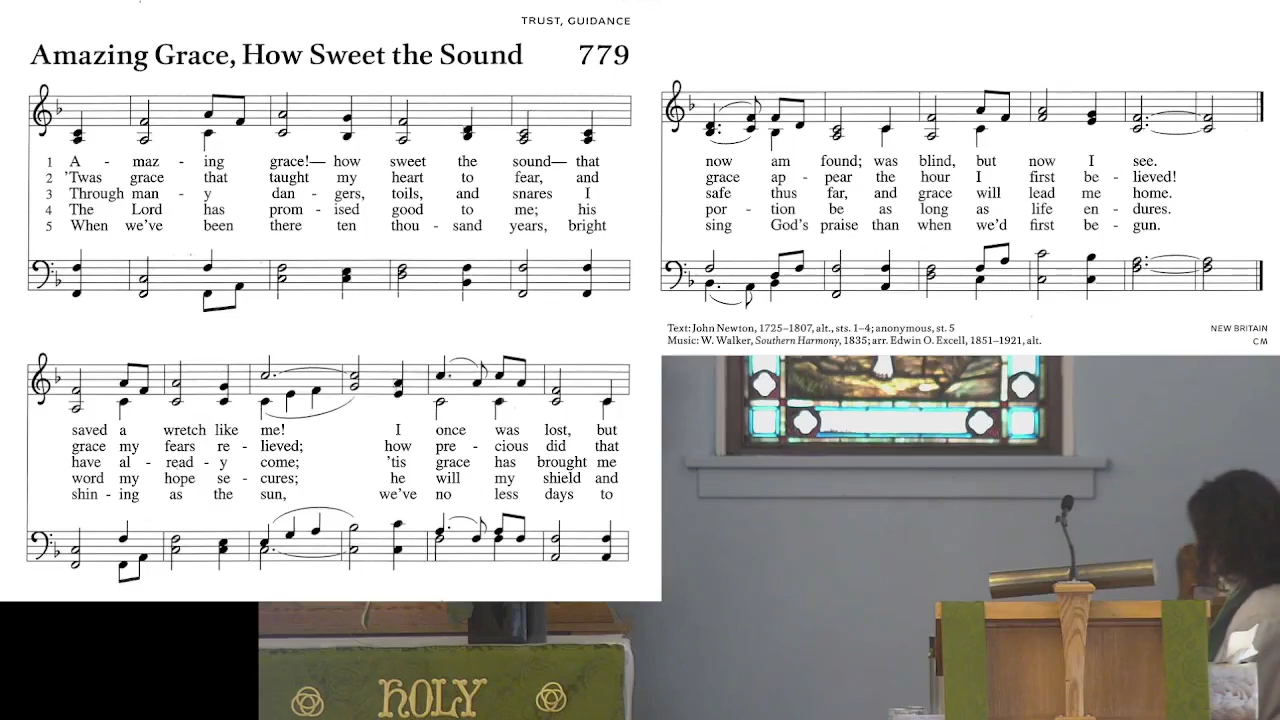 TRUST, GUIDANCE
Amazing Grace, How Sweet the Sound 779
1 A - maz - ing grace!— how sweet the sound— that
2 ’Twas grace that taught my heart to fear, and
3 Through man - y dan - gers, toils, and snares I
4 The Lord has prom - ised good to me; his
5 When we’ve been there ten thou - sand years, bright
saved a wretch like me! I once was lost, but
grace my fears re - lieved; how pre - cious did that
have al - read - y come; ’tis grace has brought me
word my hope se - cures; he will my shield and
shin - ing as the sun, we’ve no less days to
now am found; was blind, but now I see.
grace ap - pear the hour I first be - lieved!
safe thus far, and grace will lead me home.
por - tion be as long as life en - dures.
sing God’s praise than when we’d first be - gun.
Text: John Newton, 1725–1807, alt., sts. 1–4; anonymous, st. 5
Music: W. Walker, Southern Harmony, 1835; arr. Edwin O. Excell, 1851–1921, alt.
NEW BRITAIN
CM
HOLY